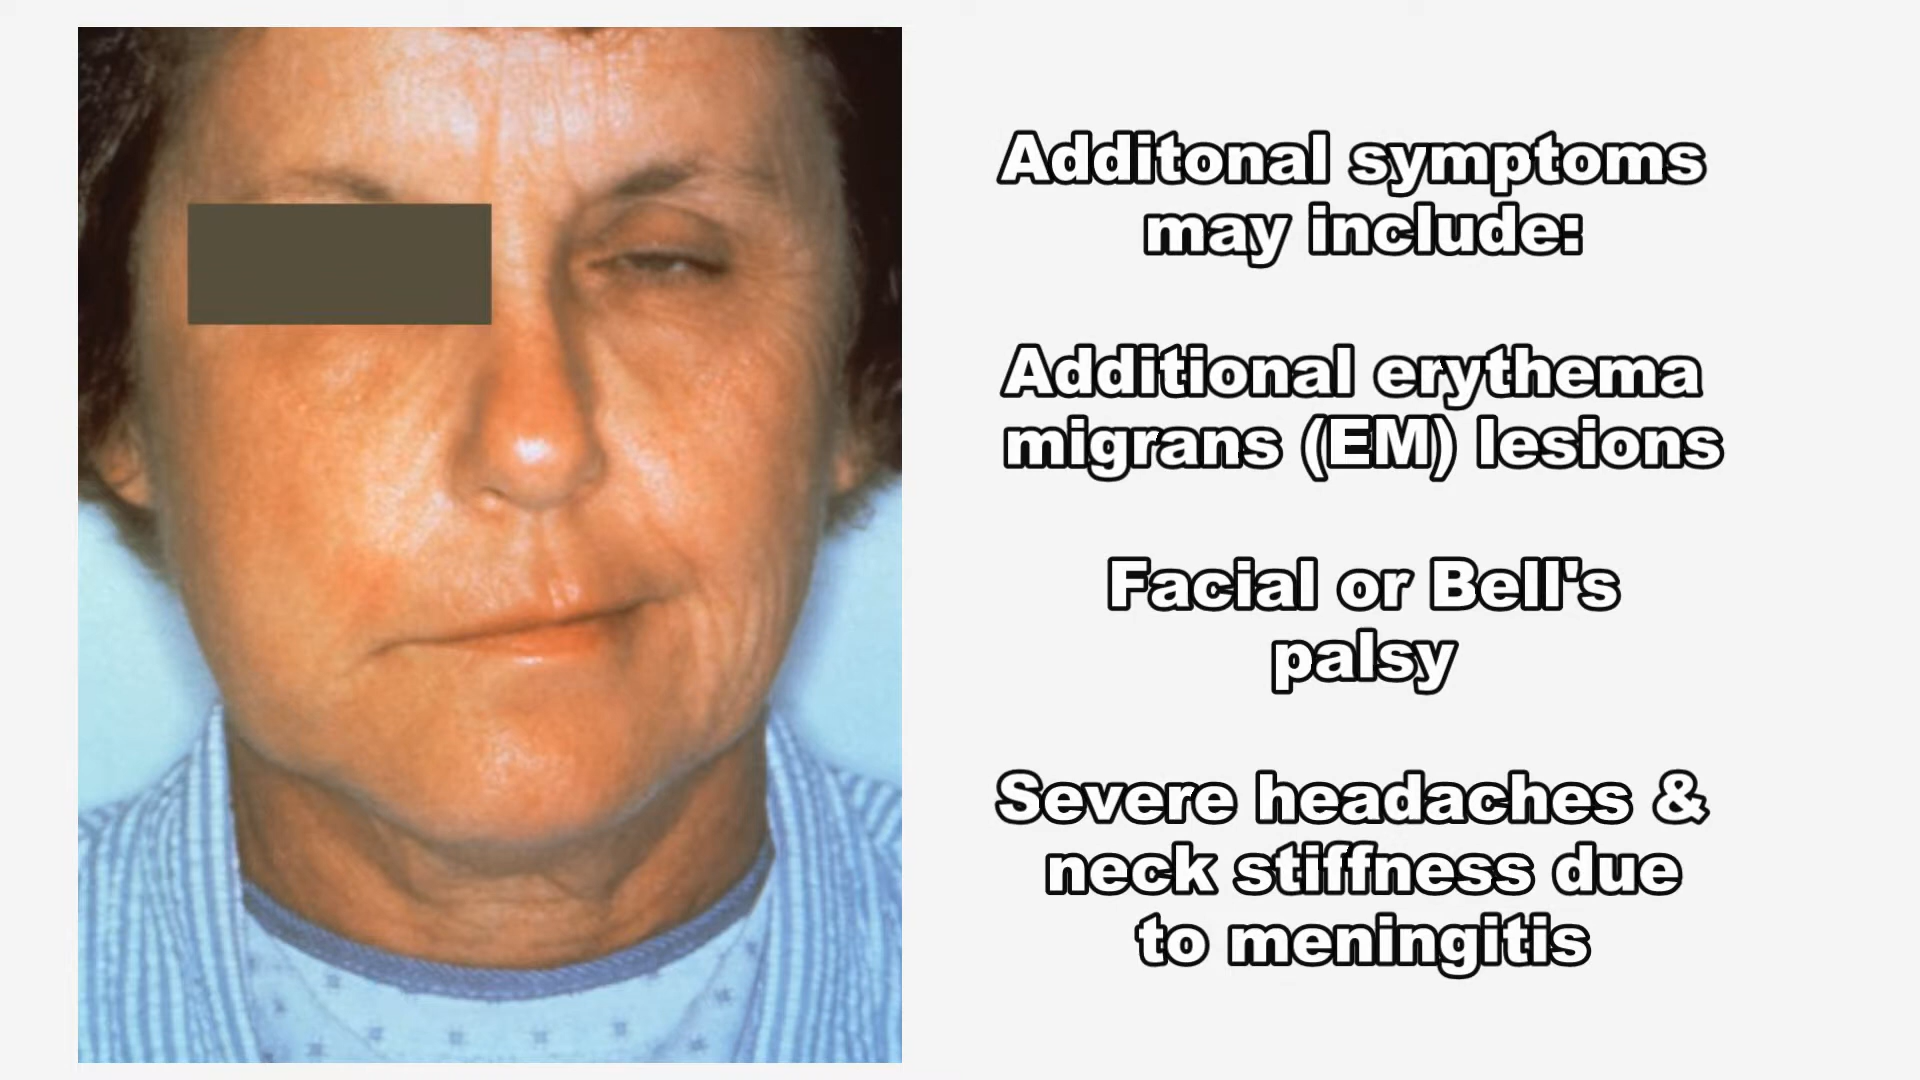 Additonal symptoms
may include:
Additional erythema
migrans (EM) lesions
Facial or Bell's
palsy
Severe headaches &
neck stiffness due
to meningitis